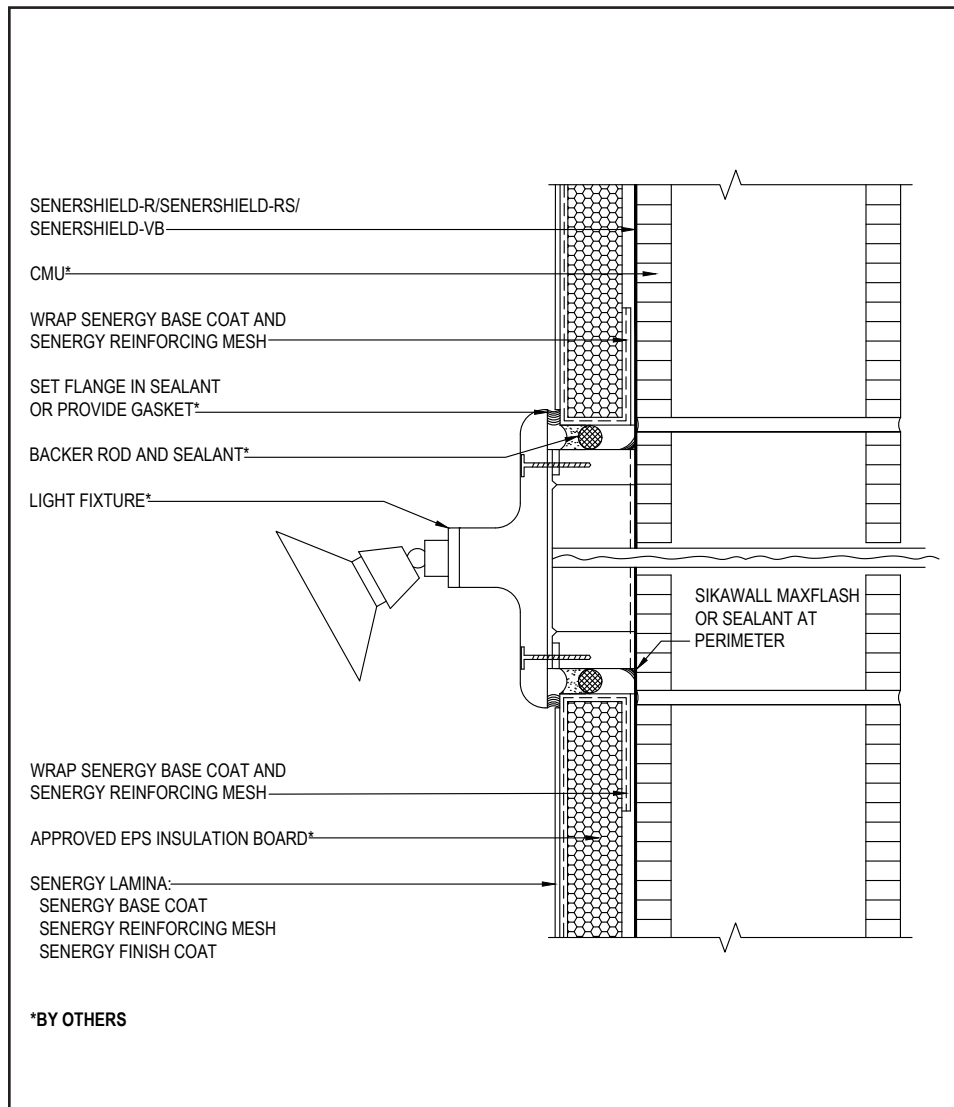 SENERSHIELD-R/SENERSHIELD-RS/
SENERSHIELD-VB
CMU*
WRAP SENERGY BASE COAT AND
SENERGY REINFORCING MESH
SET FLANGE IN SEALANT
OR PROVIDE GASKET*
BACKER ROD AND SEALANT*
LIGHT FIXTURE*
SIKAWALL MAXFLASH
OR SEALANT AT
PERIMETER
WRAP SENERGY BASE COAT AND
SENERGY REINFORCING MESH
APPROVED EPS INSULATION BOARD*
SENERGY LAMINA:
SENERGY BASE COAT
SENERGY REINFORCING MESH
SENERGY FINISH COAT
*BY OTHERS